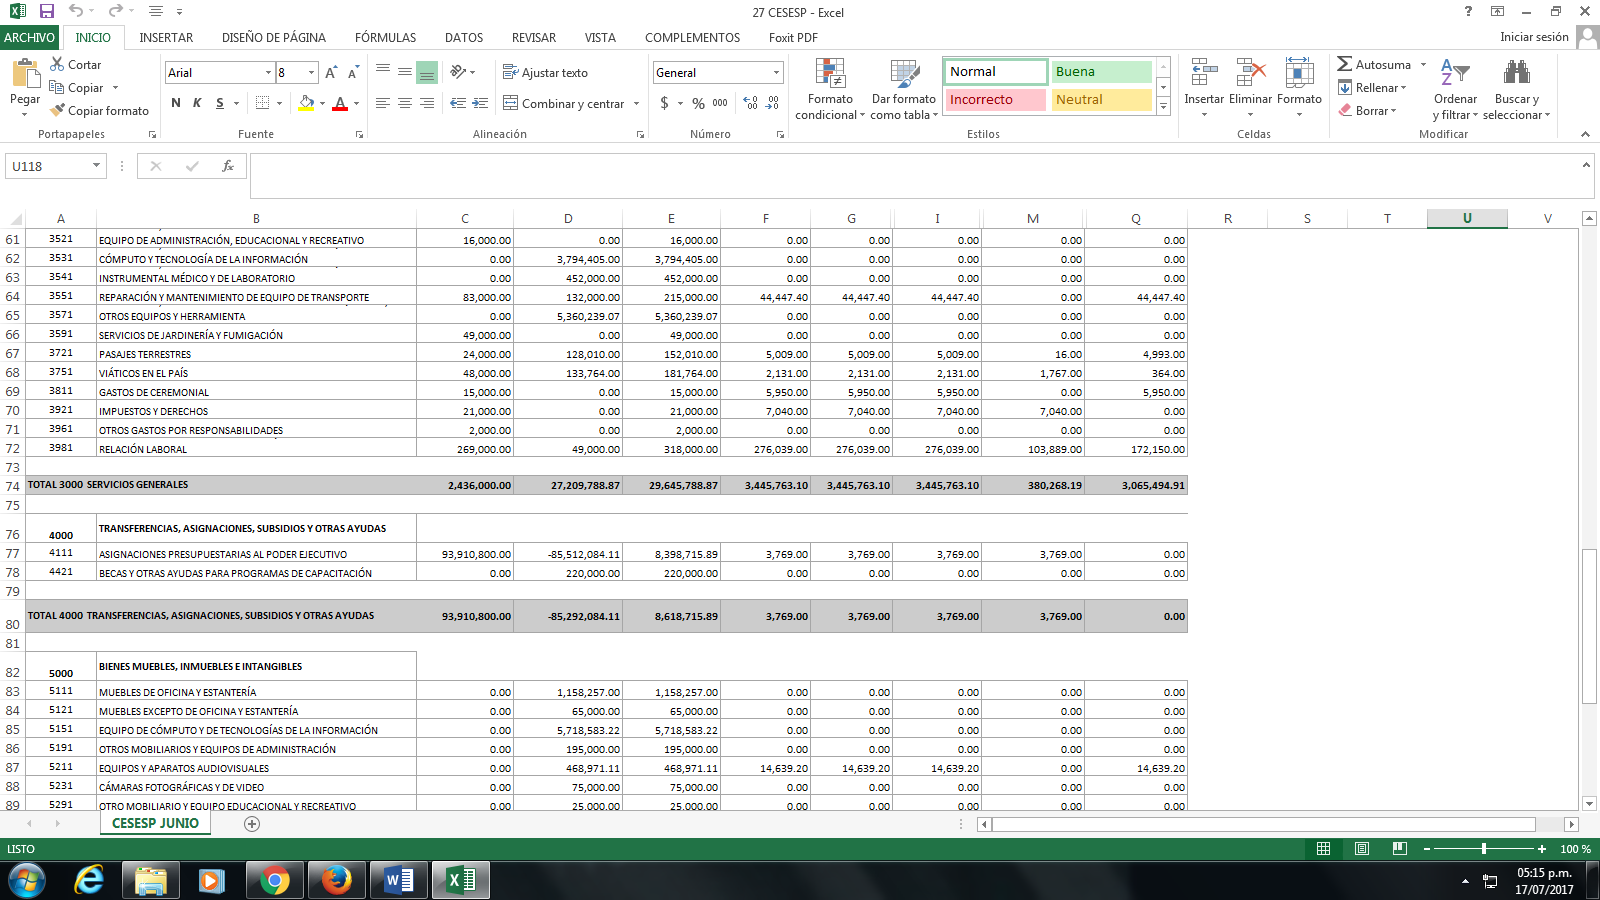 27 CESESP - Excel
?
ARCHIVO INICIO INSERTAR DISEÑO DE PÁGINA FÓRMULAS DATOS REVISAR VISTA COMPLEMENTOS Foxit PDF Iniciar sesión
Pegar Cortar Copiar Copiar formato
Portapapeles
Arial 8
N K S
Fuente
Ajustar texto
Combinar y centrar
Alineación
General
$ % 000
Número
Formato condicional
Dar formato como tabla
Normal Buena
Incorrecto Neutral
Estilos
Insertar Eliminar Formato
Celdas
Autosuma
Rellenar
Borrar
Ordenar y filtrar
Buscar y seleccionar
Modificar
U118 fx
A B C D E F G I M Q R S T U V
61 3521 EQUIPO DE ADMINISTRACIÓN, EDUCACIONAL Y RECREATIVO 16,000.00 0.00 16,000.00 0.00 0.00 0.00 0.00 0.00
62 3531 CÓMPUTO Y TECNOLOGÍA DE LA INFORMACIÓN 0.00 3,794,405.00 3,794,405.00 0.00 0.00 0.00 0.00 0.00
63 3541 INSTRUMENTAL MÉDICO Y DE LABORATORIO 0.00 452,000.00 452,000.00 0.00 0.00 0.00 0.00 0.00
64 3551 REPARACIÓN Y MANTENIMIENTO DE EQUIPO DE TRANSPORTE 83,000.00 132,000.00 215,000.00 44,447.40 44,447.40 44,447.40 0.00 44,447.40
65 3571 OTROS EQUIPOS Y HERRAMIENTA 0.00 5,360,239.07 5,360,239.07 0.00 0.00 0.00 0.00 0.00
66 3591 SERVICIOS DE JARDINERÍA Y FUMIGACIÓN 49,000.00 0.00 49,000.00 0.00 0.00 0.00 0.00 0.00
67 3721 PASAJES TERRESTRES 24,000.00 128,010.00 152,010.00 5,009.00 5,009.00 5,009.00 16.00 4,993.00
68 3751 VIÁTICOS EN EL PAÍS 48,000.00 133,764.00 181,764.00 2,131.00 2,131.00 2,131.00 1,767.00 364.00
69 3811 GASTOS DE CEREMONIAL 15,000.00 0.00 15,000.00 5,950.00 5,950.00 5,950.00 0.00 5,950.00
70 3921 IMPUESTOS Y DERECHOS 21,000.00 0.00 21,000.00 7,040.00 7,040.00 7,040.00 7,040.00 0.00
71 3961 OTROS GASTOS POR RESPONSABILIDADES 2,000.00 0.00 2,000.00 0.00 0.00 0.00 0.00 0.00
72 3981 RELACIÓN LABORAL 269,000.00 49,000.00 318,000.00 276,039.00 276,039.00 276,039.00 103,889.00 172,150.00
73
74 TOTAL 3000 SERVICIOS GENERALES 2,436,000.00 27,209,788.87 29,645,788.87 3,445,763.10 3,445,763.10 3,445,763.10 380,268.19 3,065,494.91
75
76 4000 TRANSFERENCIAS, ASIGNACIONES, SUBSIDIOS Y OTRAS AYUDAS
77 4111 ASIGNACIONES PRESUPUESTARIAS AL PODER EJECUTIVO 93,910,800.00 -85,512,084.11 8,398,715.89 3,769.00 3,769.00 3,769.00 3,769.00 0.00
78 4421 BECAS Y OTRAS AYUDAS PARA PROGRAMAS DE CAPACITACIÓN 0.00 220,000.00 220,000.00 0.00 0.00 0.00 0.00 0.00
79
80 TOTAL 4000 TRANSFERENCIAS, ASIGNACIONES, SUBSIDIOS Y OTRAS AYUDAS 93,910,800.00 -85,292,084.11 8,618,715.89 3,769.00 3,769.00 3,769.00 3,769.00 0.00
81
82 5000 BIENES MUEBLES, INMUEBLES E INTANGIBLES
83 5111 MUEBLES DE OFICINA Y ESTANTERÍA 0.00 1,158,257.00 1,158,257.00 0.00 0.00 0.00 0.00 0.00
84 5121 MUEBLES EXCEPTO DE OFICINA Y ESTANTERÍA 0.00 65,000.00 65,000.00 0.00 0.00 0.00 0.00 0.00
85 5151 EQUIPO DE CÓMPUTO Y DE TECNOLOGÍAS DE LA INFORMACIÓN 0.00 5,718,583.22 5,718,583.22 0.00 0.00 0.00 0.00 0.00
86 5191 OTROS MOBILIARIOS Y EQUIPOS DE ADMINISTRACIÓN 0.00 195,000.00 195,000.00 0.00 0.00 0.00 0.00 0.00
87 5211 EQUIPOS Y APARATOS AUDIOVISUALES 0.00 468,971.11 468,971.11 14,639.20 14,639.20 14,639.20 0.00 14,639.20
88 5231 CÁMARAS FOTOGRÁFICAS Y DE VIDEO 0.00 75,000.00 75,000.00 0.00 0.00 0.00 0.00 0.00
89 5291 OTRO MOBILIARIO Y EQUIPO EDUCACIONAL Y RECREATIVO 0.00 25,000.00 25,000.00 0.00 0.00 0.00 0.00 0.00
CESESP JUNIO
LISTO 100 %
05:15 p.m.
17/07/2017